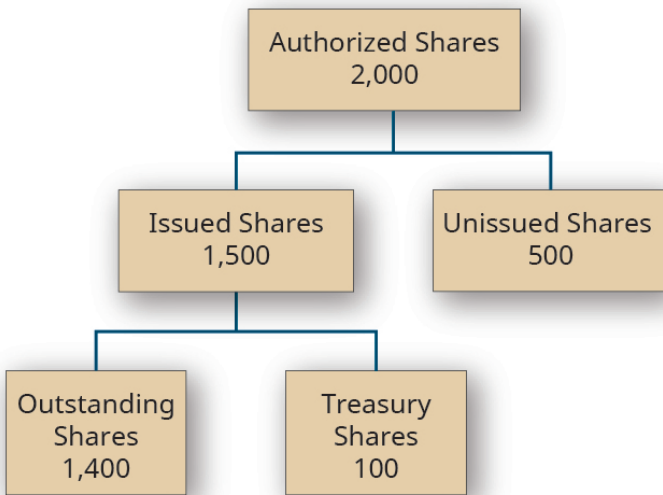 Authorized Shares
2,000
Issued Shares
1,500
Unissued Shares
500
Outstanding
Shares
1,400
Treasury
Shares
100